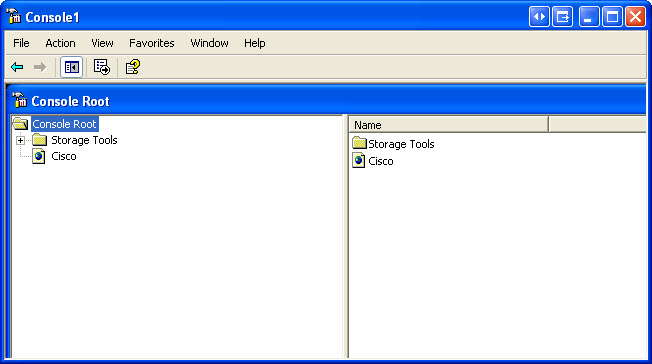 Console1
File Action View Favorites Window Help
Console Root
Console Root
Storage Tools
Cisco
Name
Storage Tools
Cisco